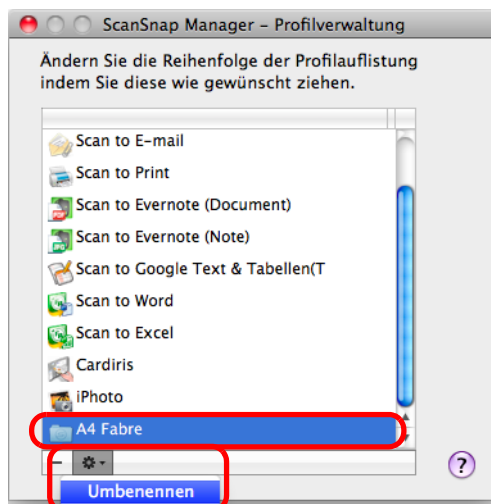 ScanSnap Manager – Profilverwaltung
Ändern Sie die Reihenfolge der Profilauflistung
indem Sie diese wie gewünscht ziehen.
Scan to E-mail
Scan to Print
Scan to Evernote (Document)
Scan to Evernote (Note)
Scan to Google Text & Tabellen(T
Scan to Word
Scan to Excel
Cardiris
iPhoto
A4 Fabre
Umbenennen